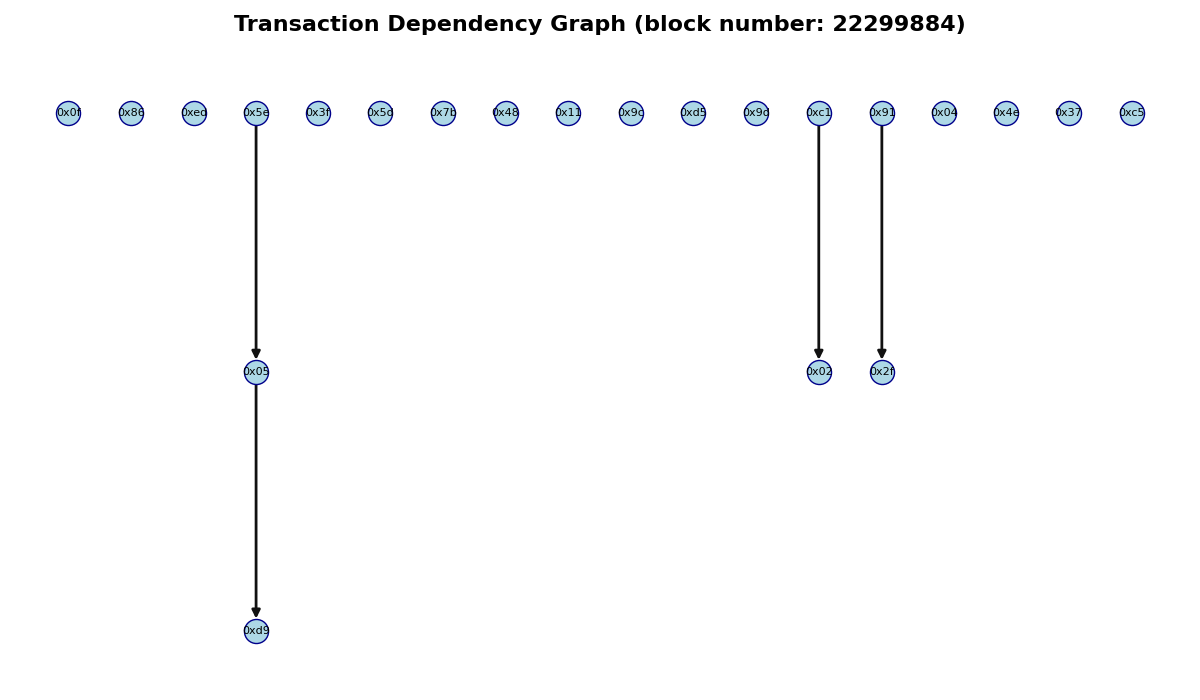 Transaction Dependency Graph (block number: 22299884)
0x0f 0x86 0xed 0x5e 0x3f 0x5d 0x7b 0x48 0x11 0x9c 0xd5 0x9d 0xc1 0x91 0x04 0x4e 0x37 0xc5
0x05 0x02 0x2f
0xd9